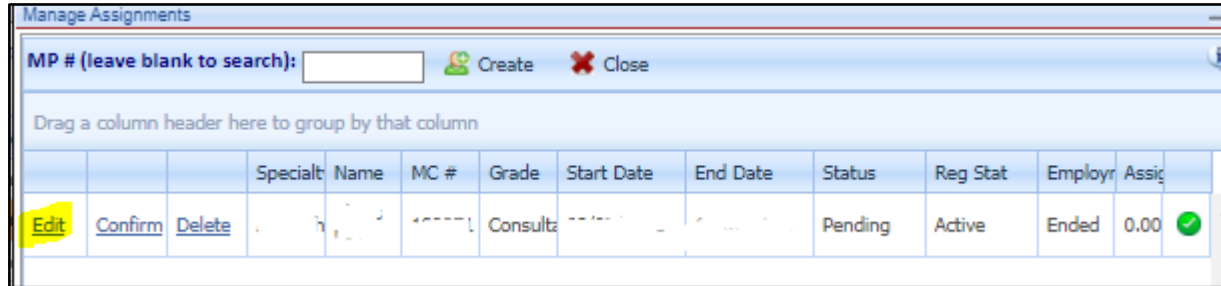 Manage Assignments
MP # (leave blank to search): Create Close
Drag a column header here to group by that column
Specialt Name MC # Grade Start Date End Date Status Reg Stat Employr Assig
Edit Confirm Delete Consulta Pending Active Ended 0.00